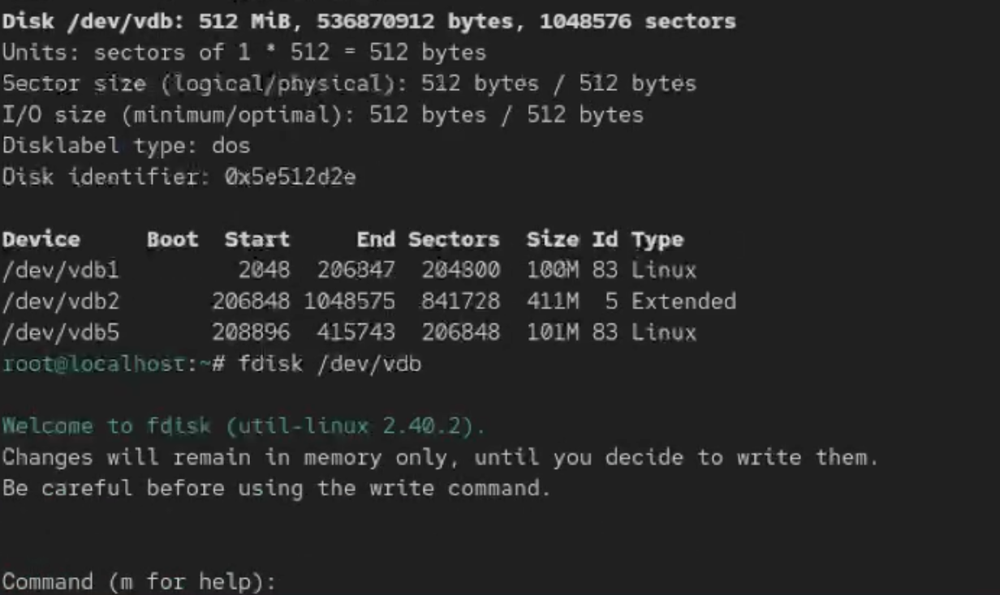 Disk /dev/vdb: 512 MiB, 536870912 bytes, 1048576 sectors
Units: sectors of 1 * 512 = 512 bytes
Sector size (logical/physical): 512 bytes / 512 bytes
I/O size (minimum/optimal): 512 bytes / 512 bytes
Disklabel type: dos
Disk identifier: 0x5e512d2e
Device Boot Start End Sectors Size Id Type
/dev/vdb1 2048 206847 204800 100M 83 Linux
/dev/vdb2 206848 1048575 841728 411M 5 Extended
/dev/vdb5 208896 415743 206848 101M 83 Linux
root@localhost:~# fdisk /dev/vdb
Welcome to fdisk (util-linux 2.40.2).
Changes will remain in memory only, until you decide to write them.
Be careful before using the write command.
Command (m for help):